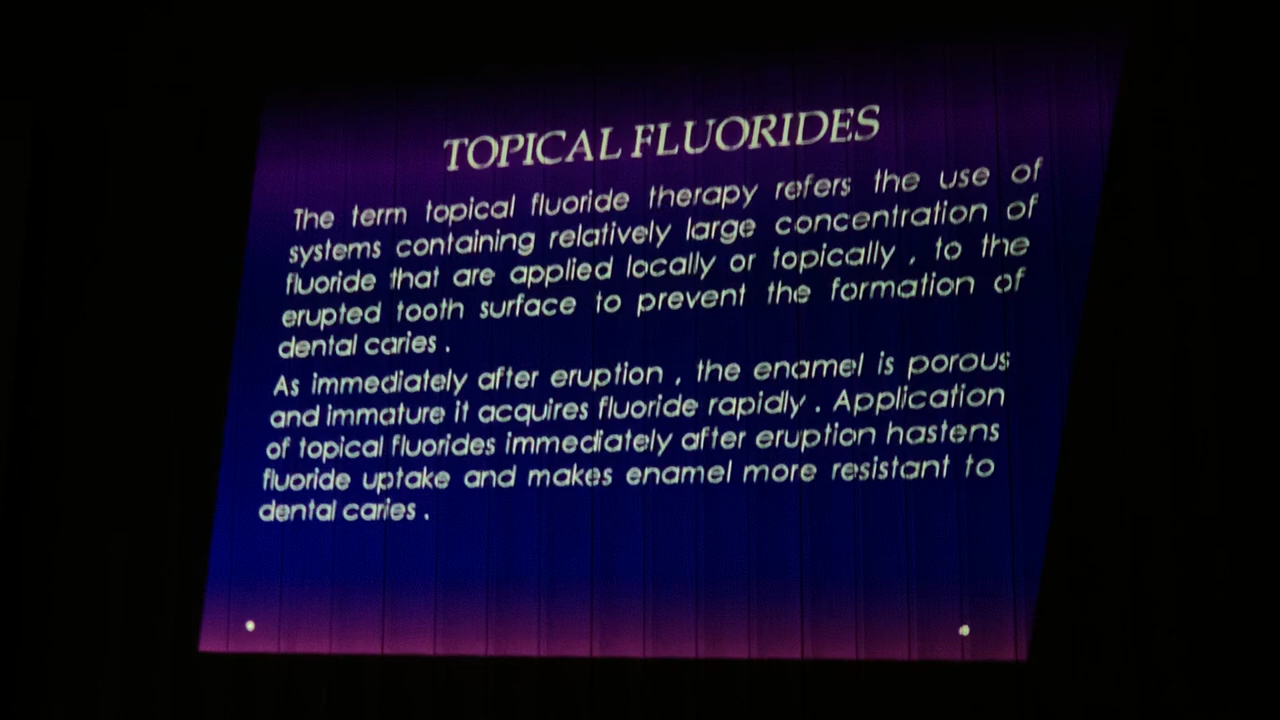 TOPICAL FLUORIDES
The term topical fluoride therapy refers the use of
systems containing relatively large concentration of
fluoride that are applied locally or topically , to the
erupted tooth surface to prevent the formation of
dental caries .
As immediately after eruption , the enamel is porous
and immature it acquires fluoride rapidly . Application
of topical fluorides immediately after eruption hastens
fluoride uptake and makes enamel more resistant to
dental caries .